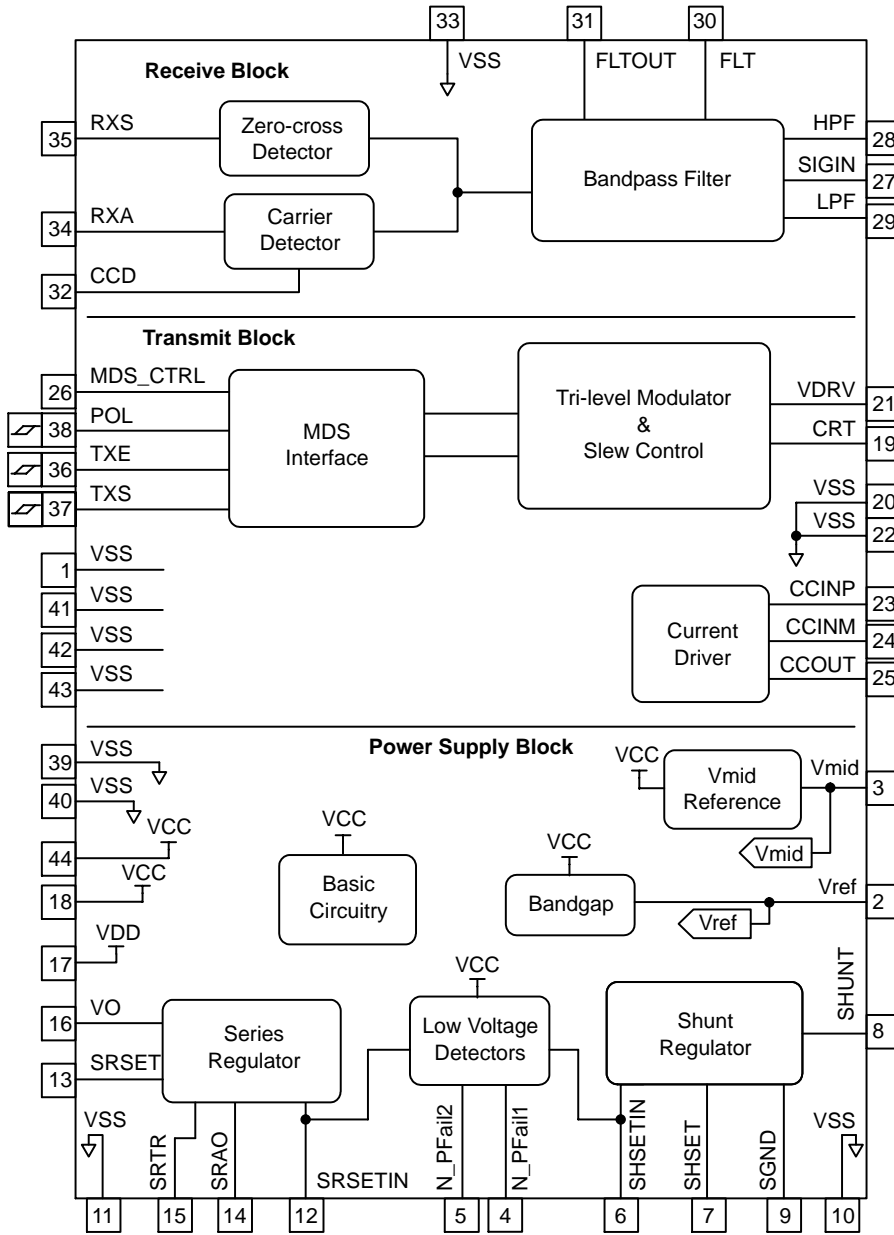 33
31
30
VSS
FLTOUT
FLT
Receive Block
35
RXS
Zero-cross
Detector
Bandpass Filter
HPF
28
SIGIN
27
LPF
29
34
RXA
Carrier
Detector
32
CCD
Transmit Block
26
MDS_CTRL
38
POL
36
TXE
37
TXS
MDS
Interface
Tri-level Modulator
&
Slew Control
VDRV
21
CRT
19
VSS
20
VSS
22
1
VSS
41
VSS
42
VSS
43
VSS
Current
Driver
CCINP
23
CCINM
24
CCOUT
25
Power Supply Block
39
VSS
40
VSS
VCC
44
VCC
18
VDD
17
VCC
Basic
Circuitry
VCC
Vmid
Reference
Vmid
3
Vmid
VCC
Bandgap
Vref
2
Vref
16
VO
13
SRSET
Series
Regulator
VCC
Low Voltage
Detectors
Shunt
Regulator
SHUNT
8
VSS
SRTR
SRAO
SRSETIN
N_PFail2
N_PFail1
SHSETIN
SHSET
SGND
VSS
11
15
14
12
5
4
6
7
9
10